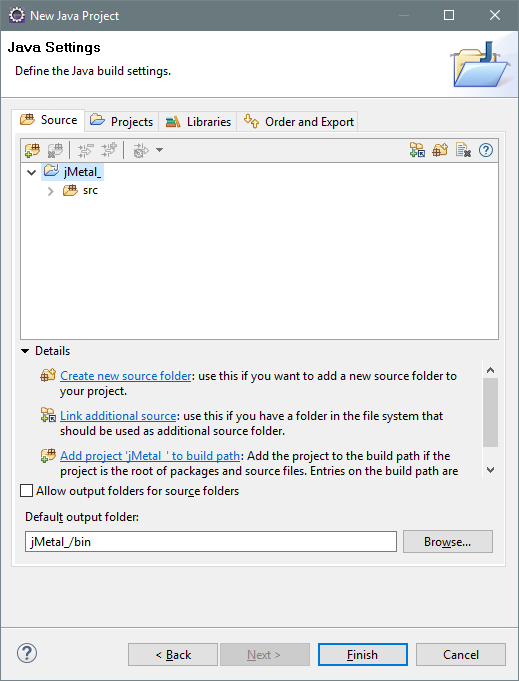 New Java Project
Java Settings
Define the Java build settings.
Source
Projects
Libraries
Order and Export
jMetal_
src
Details
Create new source folder: use this if you want to add a new source folder to
your project.
Link additional source: use this if you have a folder in the file system that
should be used as additional source folder.
Add project 'jMetal_' to build path: Add the project to the build path if the
project is the root of packages and source files. Entries on the build path are
Allow output folders for source folders
Default output folder:
jMetal_/bin
Browse...
< Back
Next >
Finish
Cancel